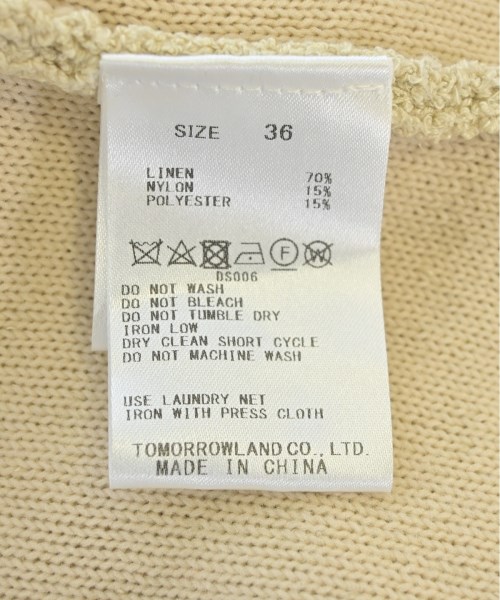 SIZE 36
LINEN 70%
NYLON 15%
POLYESTER 15%
F W
DS006
DO NOT WASH
DO NOT BLEACH
DO NOT TUMBLE DRY
IRON LOW
DRY CLEAN SHORT CYCLE
DO NOT MACHINE WASH
USE LAUNDRY NET
IRON WITH PRESS CLOTH
TOMORROWLAND CO., LTD.
MADE IN CHINA